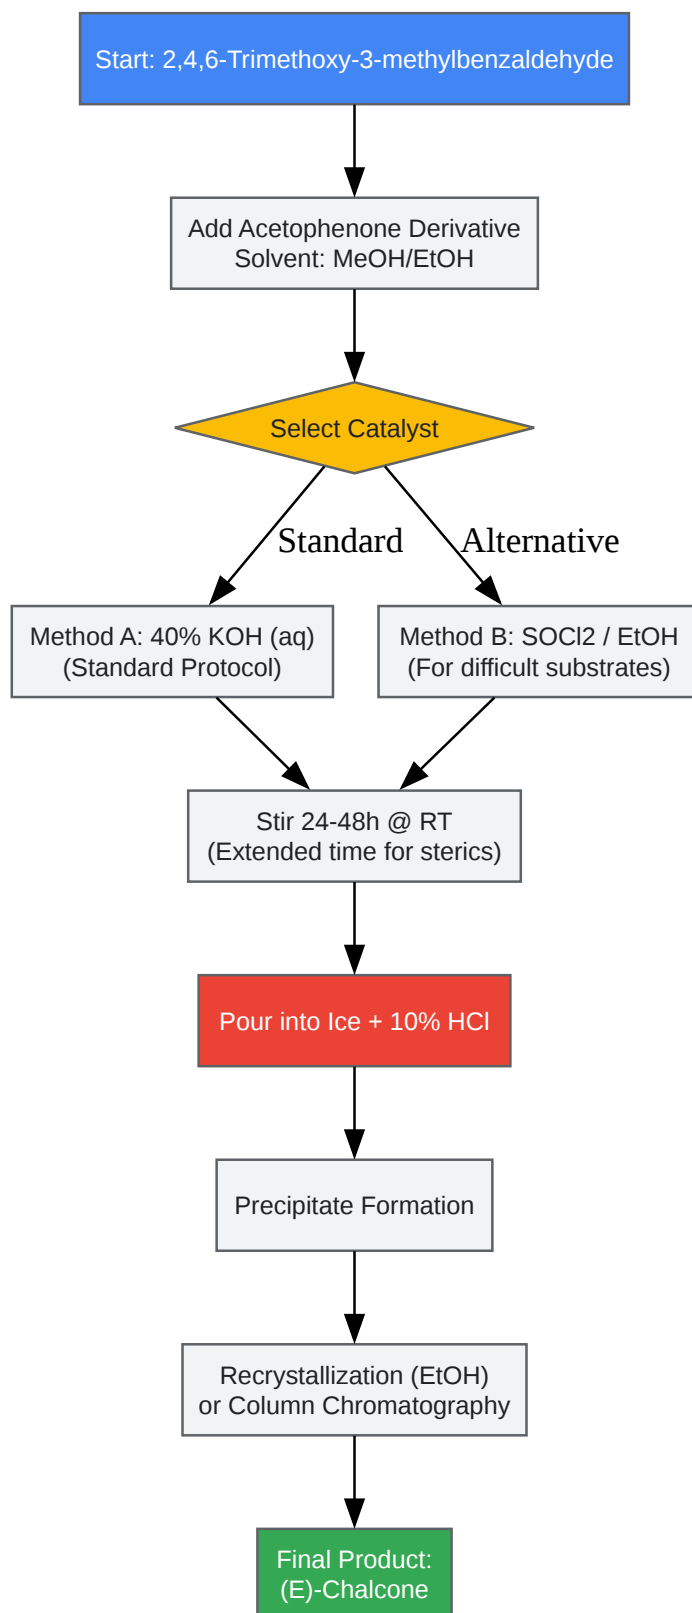 Start: 2,4,6-Trimethoxy-3-methylbenzaldehyde
Add Acetophenone Derivative
Solvent: MeOH/EtOH
Select Catalyst
Standard
Alternative
Method A: 40% KOH (aq)
(Standard Protocol)
Method B: SOCl2 / EtOH
(For difficult substrates)
Stir 24-48h @ RT
(Extended time for sterics)
Pour into Ice + 10% HCl
Precipitate Formation
Recrystallization (EtOH)
or Column Chromatography
Final Product:
(E)-Chalcone